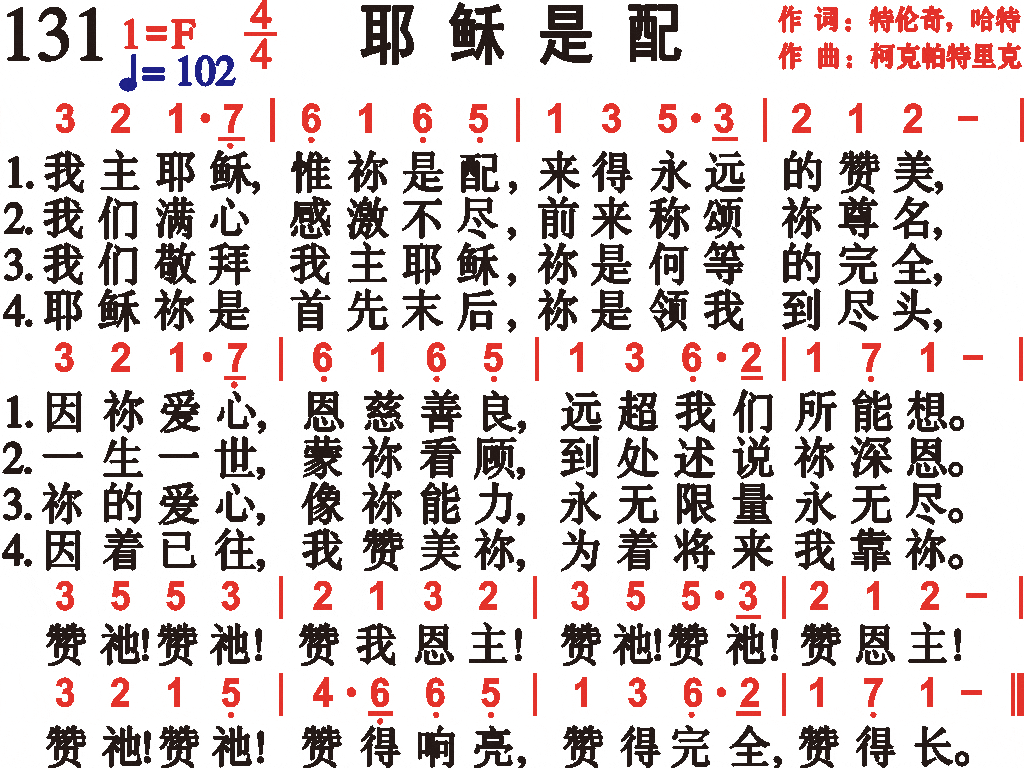 131 1=F 4/4 耶稣是配 作 词：特伦奇，哈特
♩= 102 作 曲：柯克帕特里克
3 2 1·7 | 6 1 6 5 | 1 3 5·3 | 2 1 2 － |
1.我主耶稣，惟祢是配，来得永远的赞美，
2.我们满心感激不尽，前来称颂祢尊名，
3.我们敬拜我主耶稣，祢是何等的完全，
4.耶稣祢是首先末后，祢是领我到尽头，
3 2 1·7 | 6 1 6 5 | 1 3 6·2 | 1 7 1 － |
1.因祢爱心，恩慈善良，远超我们所能想。
2.一生一世，蒙祢看顾，到处述说祢深恩。
3.祢的爱心，像祢能力，永无限量永无尽。
4.因着已往，我赞美祢，为着将来我靠祢。
3 5 5 3 | 2 1 3 2 | 3 5 5·3 | 2 1 2 － |
赞祂!赞祂! 赞我恩主! 赞祂!赞祂! 赞恩主!
3 2 1 5 | 4·6 6 5 | 1 3 6·2 | 1 7 1 － ‖
赞祂!赞祂! 赞得响亮，赞得完全，赞得长。